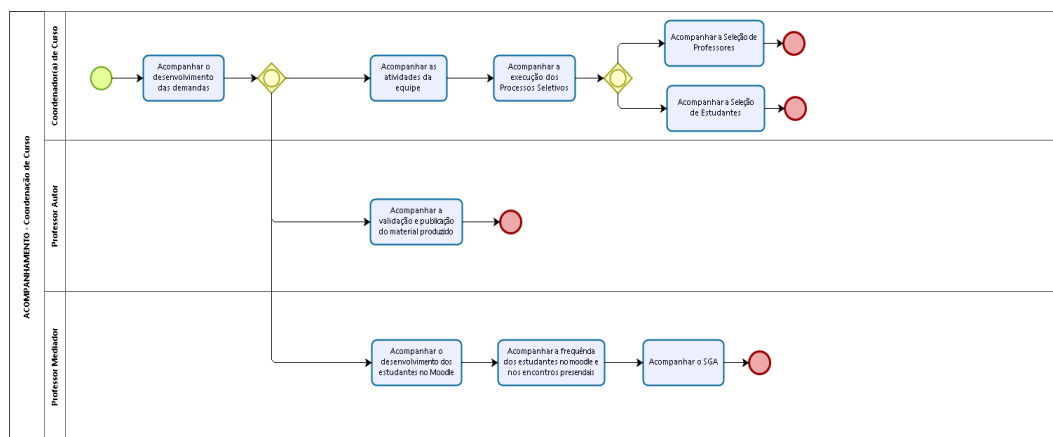 ACOMPANHAMENTO - Coordenação de Curso
Coordenador(a) de Curso
Acompanhar o
desenvolvimento
das demandas
Acompanhar as
atividades da
equipe
Acompanhar a
execução dos
Processos Seletivos
Acompanhar a Seleção de
Professores
Acompanhar a Seleção
de Estudantes
Professor Autor
Acompanhar a
validação e publicação
do material produzido
Professor Mediador
Acompanhar o
desenvolvimento dos
estudantes no Moodle
Acompanhar a frequência
dos estudantes no moodle e
nos encontros presenciais
Acompanhar o SGA